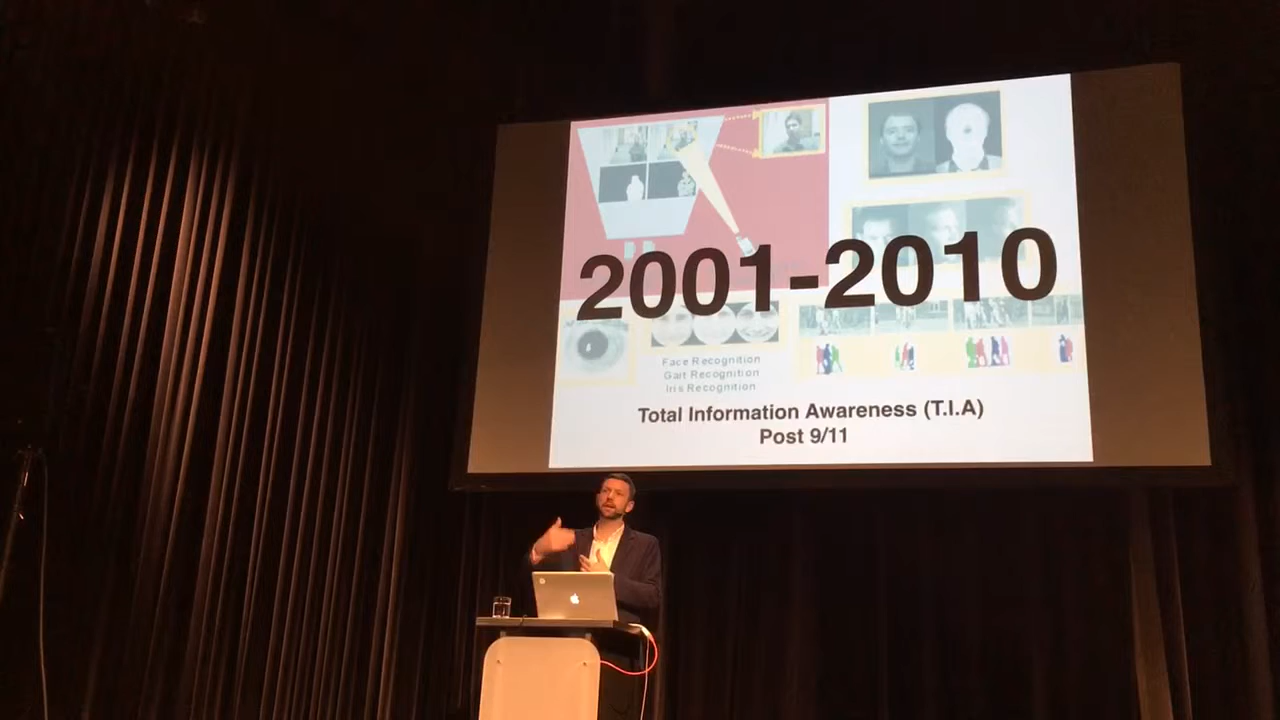 2001-2010
Face Recognition
Gait Recognition
Iris Recognition
Total Information Awareness (T.I.A)
Post 9/11